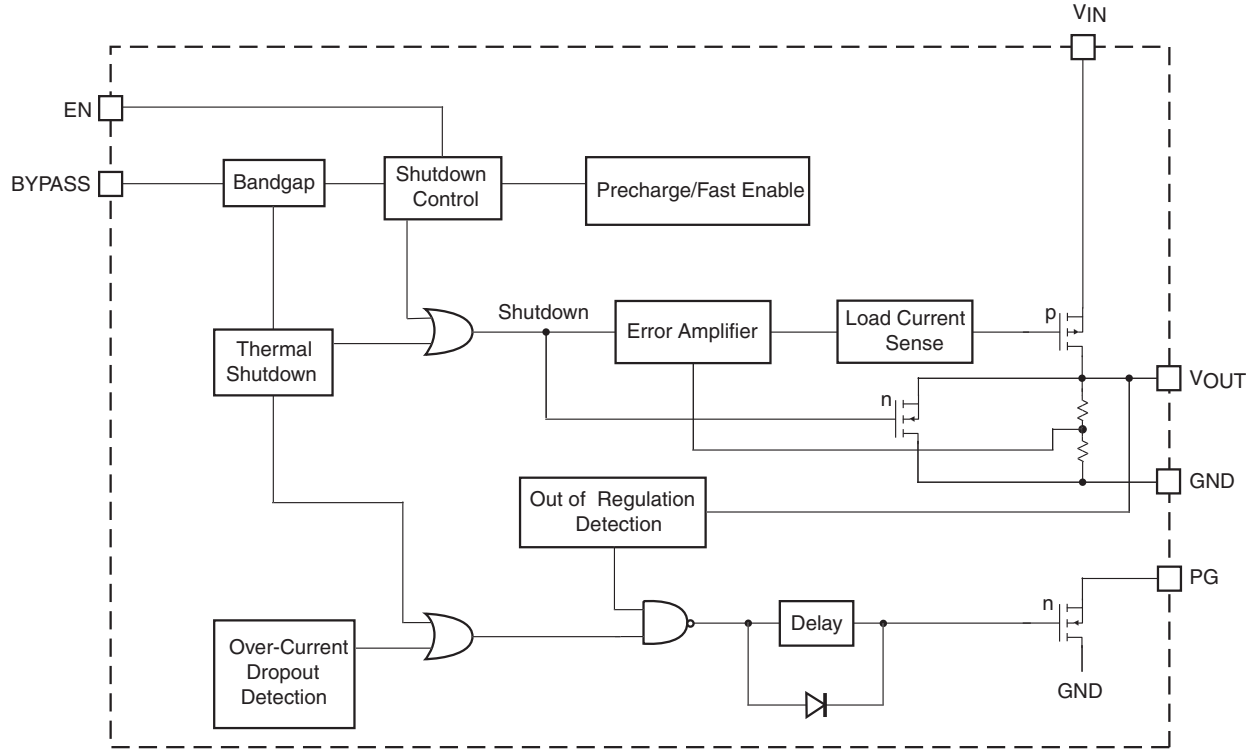 VIN
EN
BYPASS
Bandgap
Shutdown
Control
Precharge/Fast Enable
Shutdown
Error Amplifier
Load Current
Sense
p
Thermal
Shutdown
n
VOUT
GND
Out of Regulation
Detection
PG
n
Delay
Over-Current
Dropout
Detection
GND